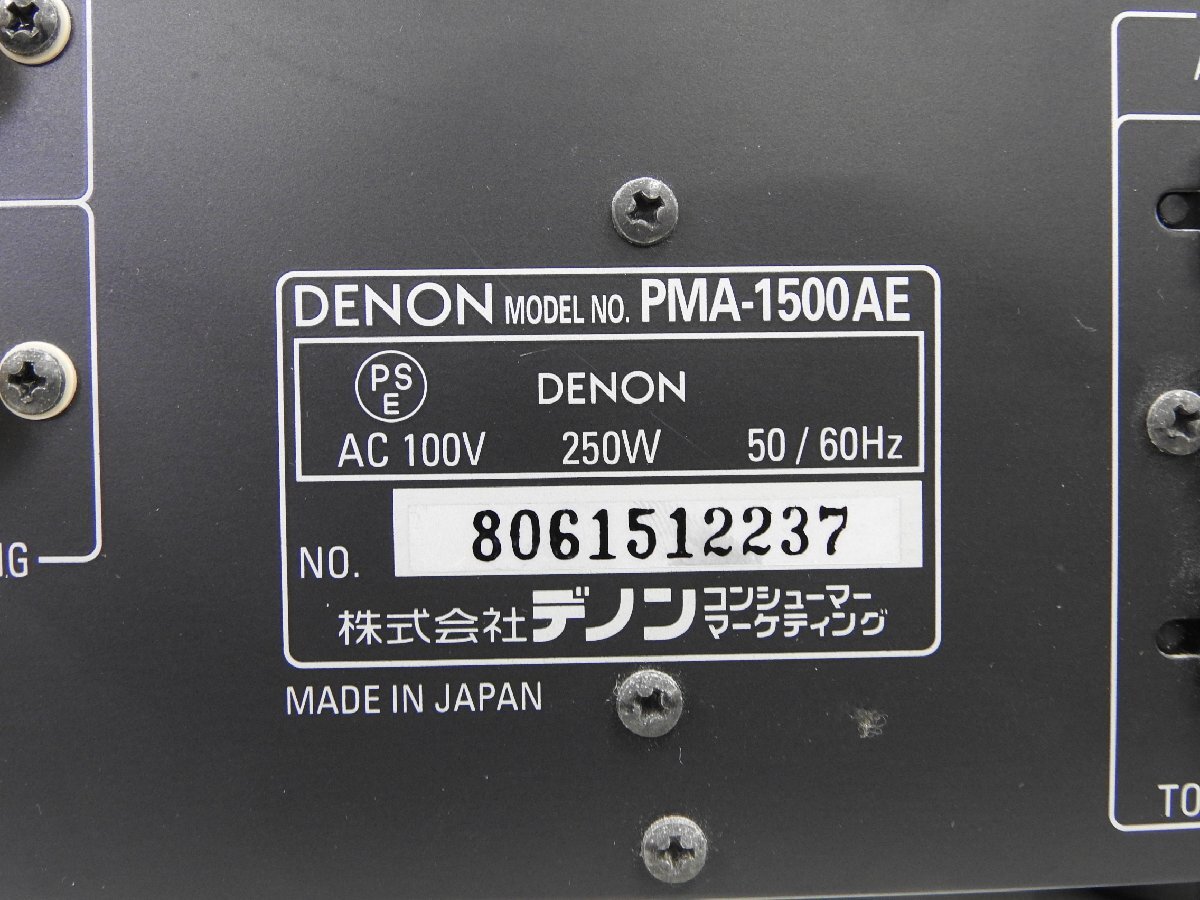 DENON MODEL NO. PMA-1500AE
PS
E
DENON
AC 100V 250W 50 / 60Hz
NO. 8061512237
株式会社デノン コンシューマー
マーケティング
MADE IN JAPAN
TO